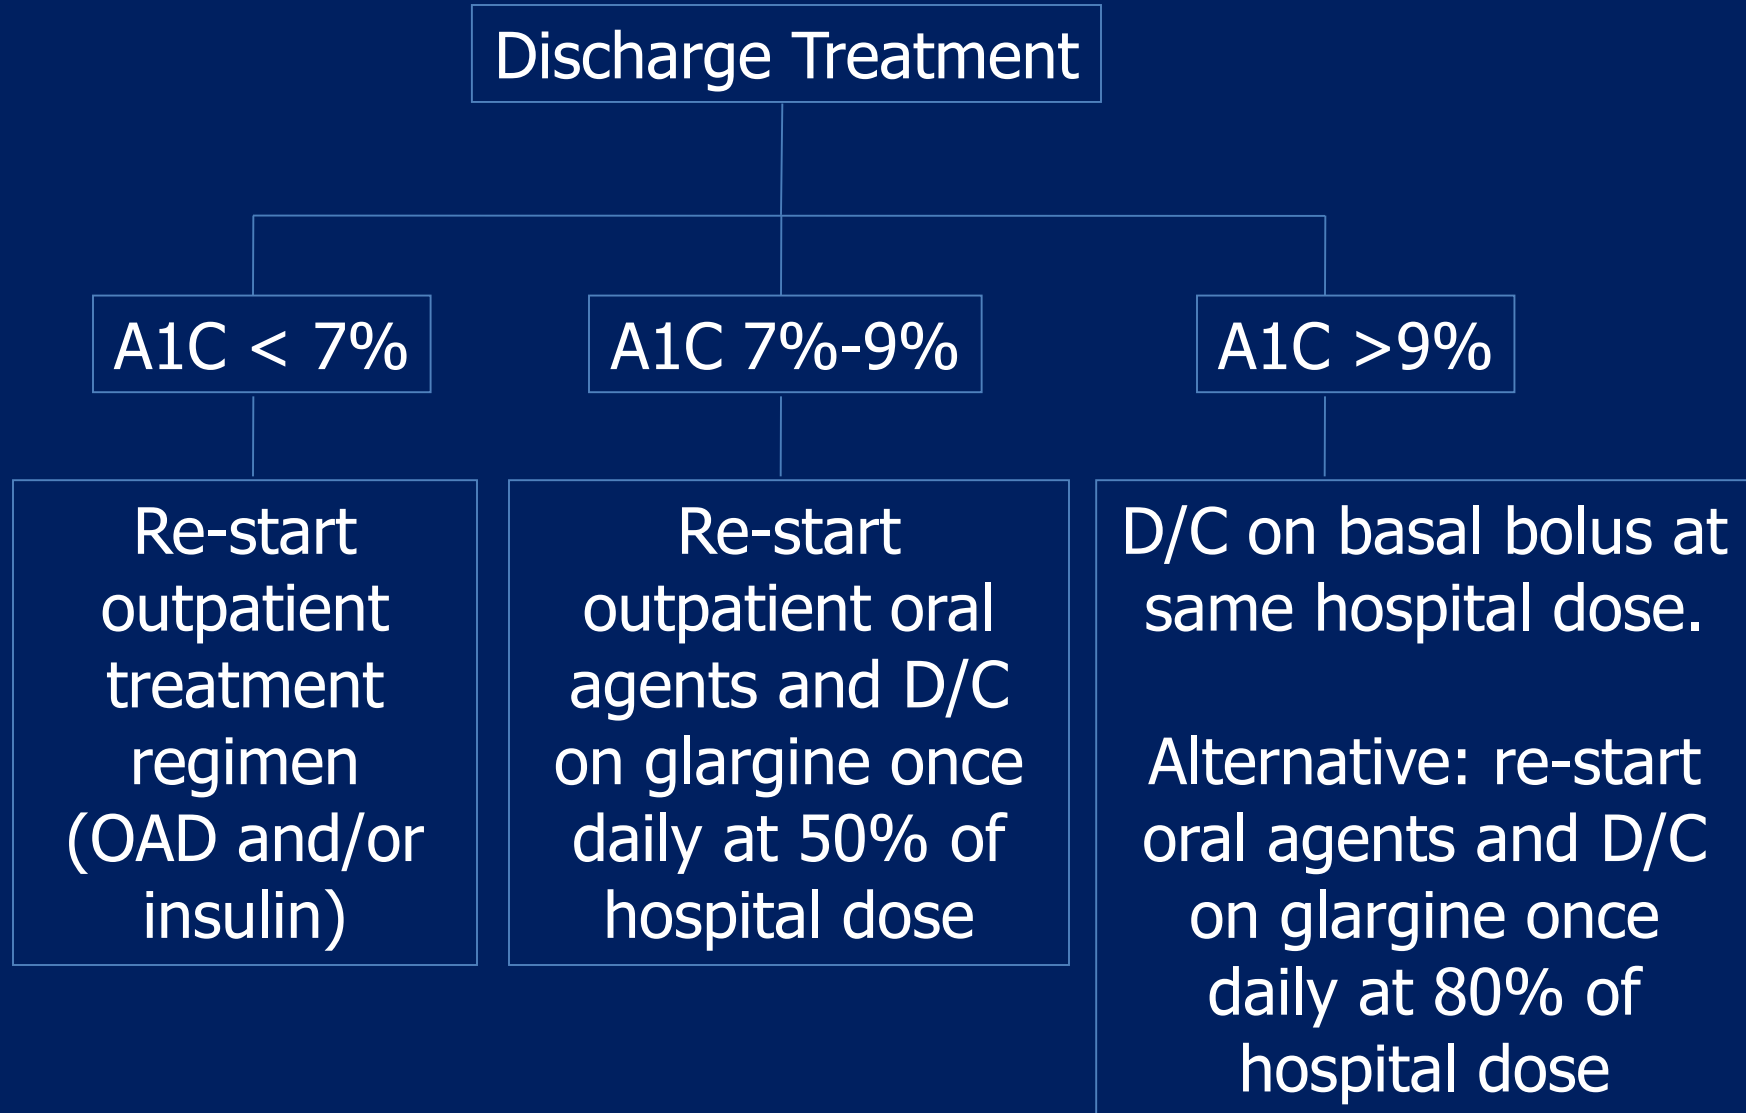 Discharge Treatment
A1C < 7%
A1C 7%-9%
A1C >9%
Re-start
outpatient
treatment
regimen
(OAD and/or
insulin)
Re-start
outpatient oral
agents and D/C
on glargine once
daily at 50% of
hospital dose
D/C on basal bolus at
same hospital dose.
Alternative: re-start
oral agents and D/C
on glargine once
daily at 80% of
hospital dose